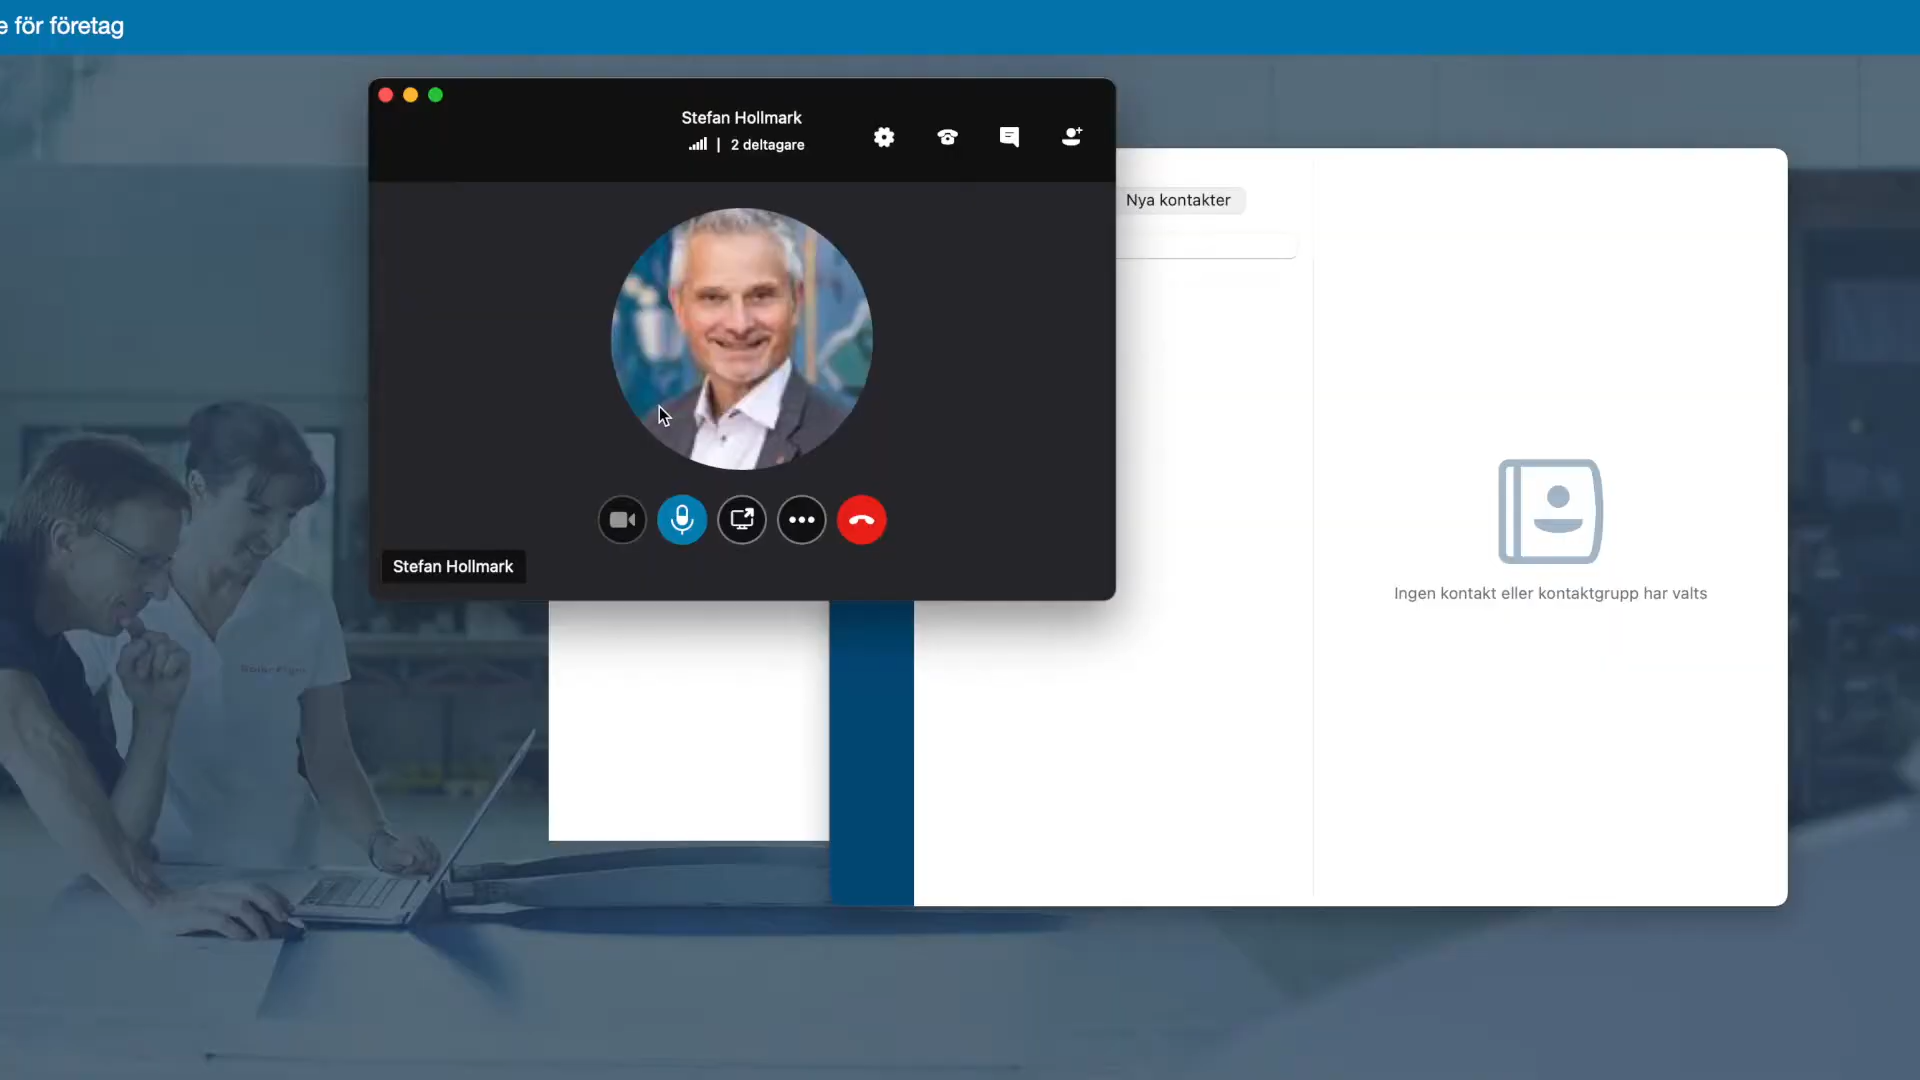 e för företag
Stefan Hollmark
| 2 deltagare
Nya kontakter
Stefan Hollmark
Ingen kontakt eller kontaktgrupp har valts